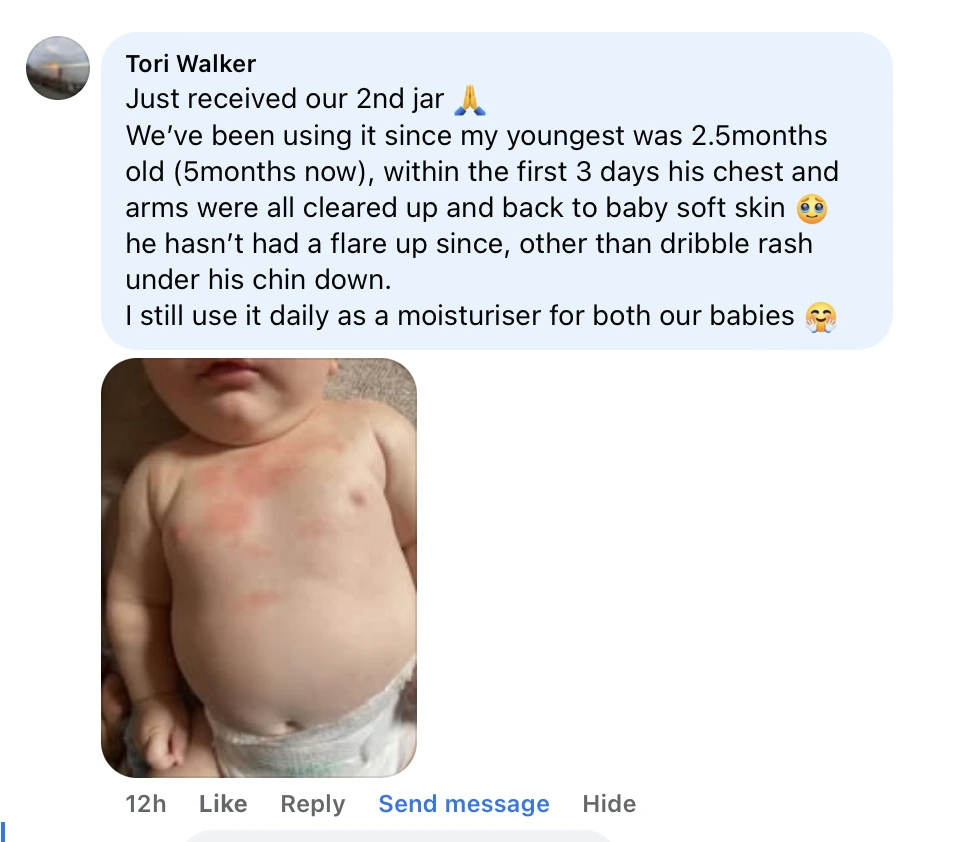 Tori Walker
Just received our 2nd jar 🙏
We’ve been using it since my youngest was 2.5months
old (5months now), within the first 3 days his chest and
arms were all cleared up and back to baby soft skin 🥹
he hasn’t had a flare up since, other than dribble rash
under his chin down.
I still use it daily as a moisturiser for both our babies 🤗
12h Like Reply Send message Hide